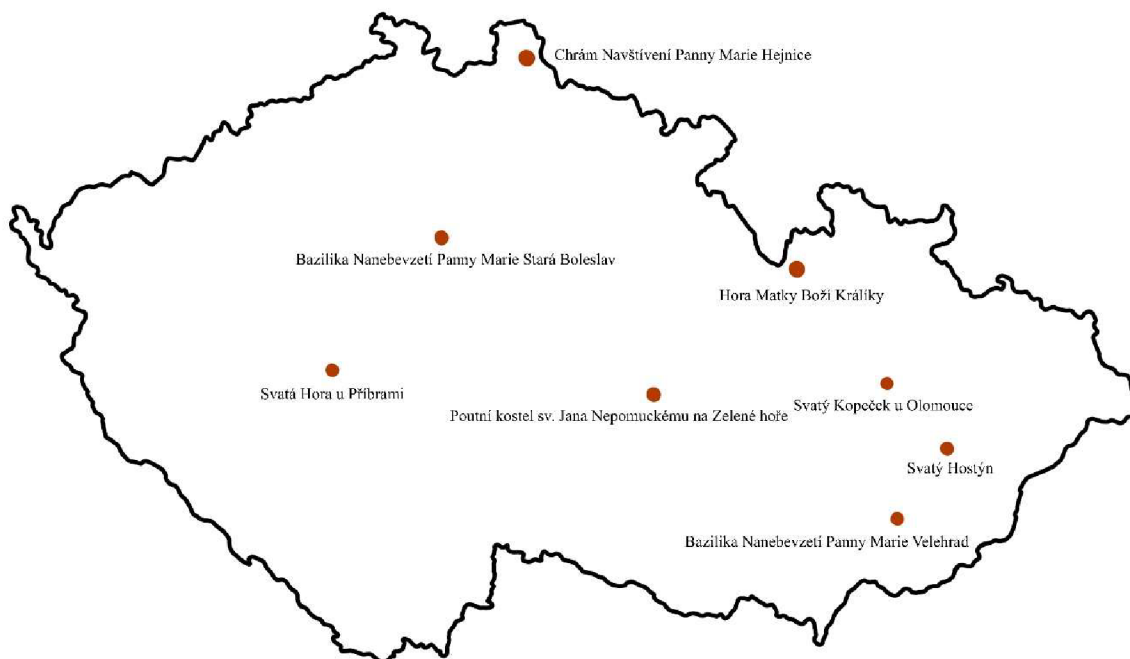 Chrám Navštívení Panny Marie Hejnice
Bazilika Nanebevzetí Panny Marie Stará Boleslav
Hora Matky Boží Králíky
Svatá Hora u Příbrami
Poutní kostel sv. Jana Nepomuckému na Zelené hoře
Svatý Kopeček u Olomouce
Svatý Hostýn
Bazilika Nanebevzetí Panny Marie Velehrad